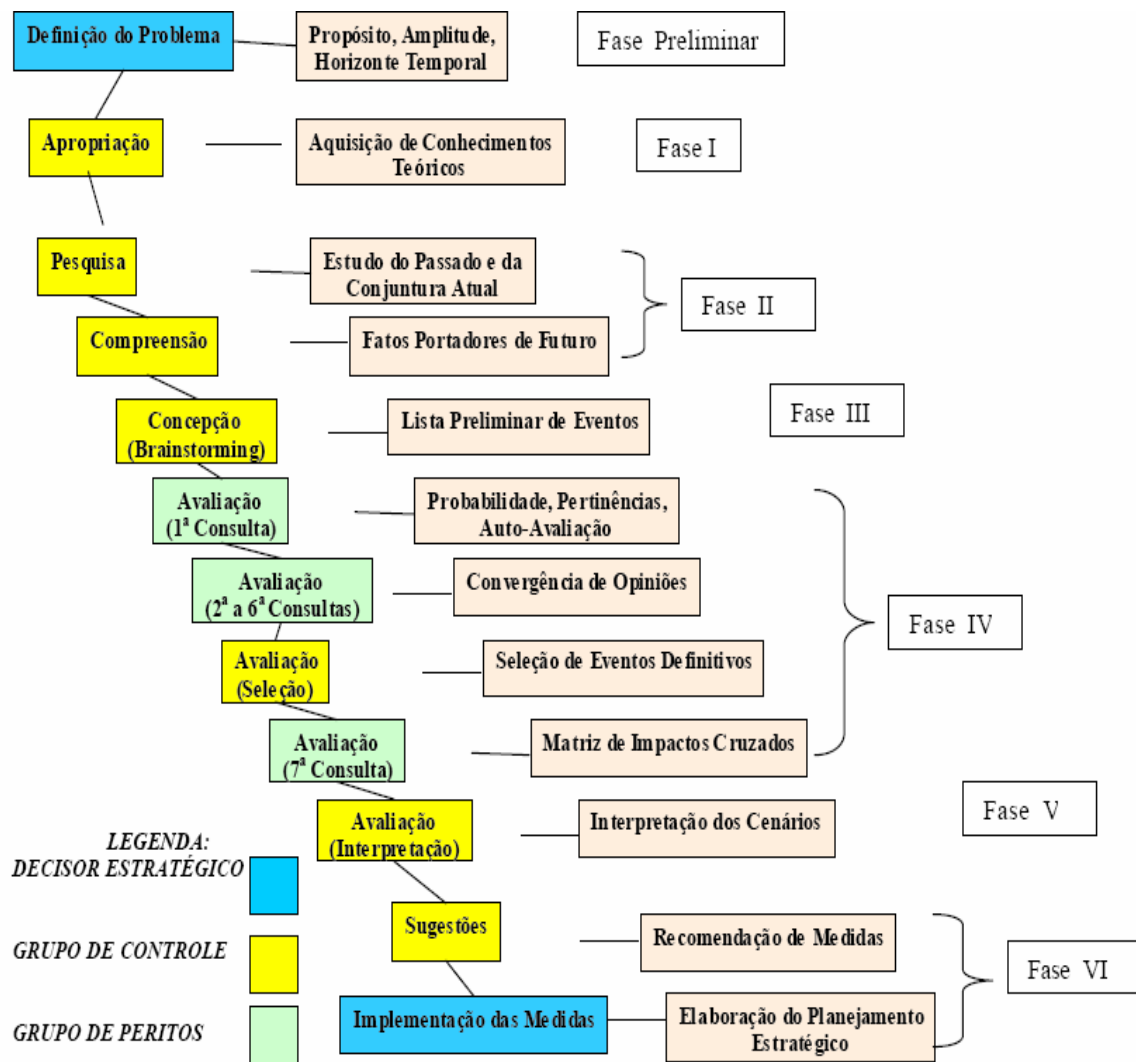 Definição do Problema
Propósito, Amplitude,
Horizonte Temporal
Fase Preliminar
Apropriação
Aquisição de Conhecimentos
Teóricos
Fase I
Pesquisa
Estudo do Passado e da
Conjuntura Atual
Fase II
Compreensão
Fatos Portadores de Futuro
Concepção
(Brainstorming)
Lista Preliminar de Eventos
Fase III
Avaliação
(1ª Consulta)
Probabilidade, Pertinências,
Auto-Avaliação
Avaliação
(2ª a 6ª Consultas)
Convergência de Opiniões
Fase IV
Avaliação
(Seleção)
Seleção de Eventos Definitivos
Avaliação
(7ª Consulta)
Matriz de Impactos Cruzados
Avaliação
(Interpretação)
Interpretação dos Cenários
Fase V
Sugestões
Recomendação de Medidas
Fase VI
Implementação das Medidas
Elaboração do Planejamento
Estratégico
LEGENDA:
DECISOR ESTRATÉGICO
GRUPO DE CONTROLE
GRUPO DE PERITOS